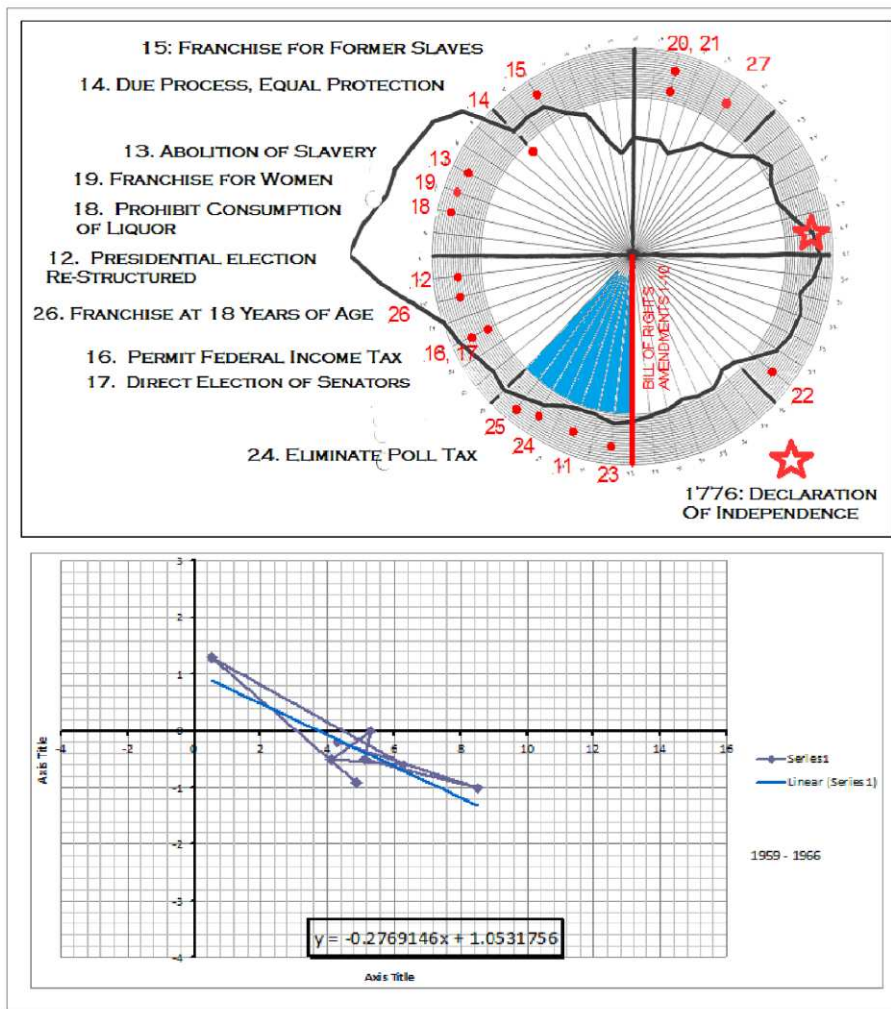 15: FRANCHISE FOR FORMER SLAVES
14. DUE PROCESS, EQUAL PROTECTION
13. ABOLITION OF SLAVERY
19. FRANCHISE FOR WOMEN
18. PROHIBIT CONSUMPTION
OF LIQUOR
12. PRESIDENTIAL ELECTION
RE-STRUCTURED
26. FRANCHISE AT 18 YEARS OF AGE
16. PERMIT FEDERAL INCOME TAX
17. DIRECT ELECTION OF SENATORS
24. ELIMINATE POLL TAX
20, 21
27
15
14
13
19
18
12
26
16, 17
25
24
11
23
22
BILL OF RIGHTS
AMENDMENTS 1-10
1776: DECLARATION
OF INDEPENDENCE
3
2
1
0
-1
-2
-3
-4
-4
-2
0
2
4
6
8
10
12
14
16
Axis Title
Axis Title
Series1
Linear (Series1)
1959 - 1966
y = -0.2769146x + 1.0531756